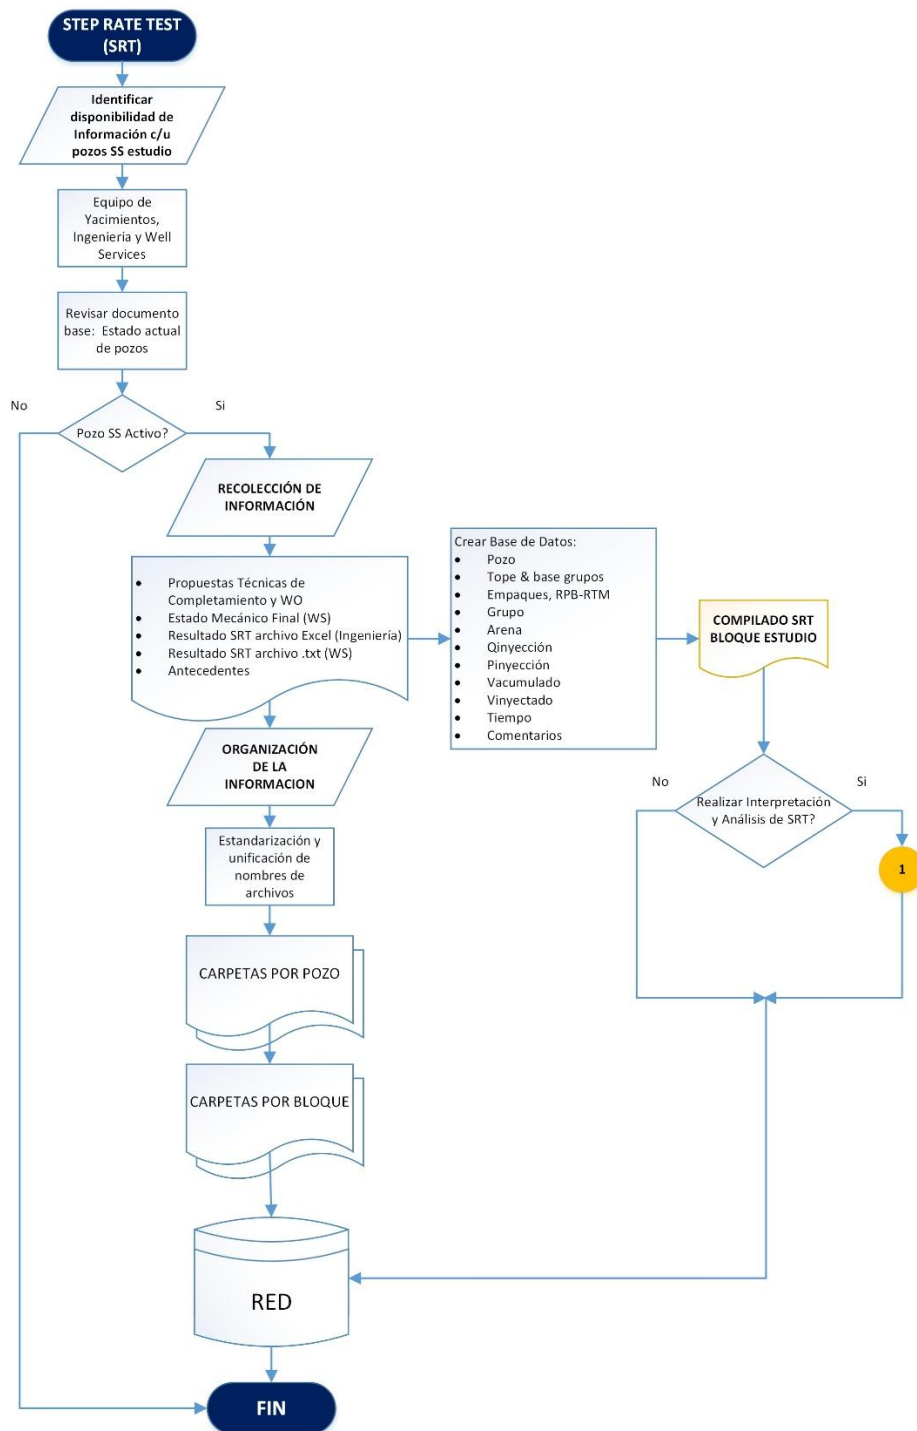 STEP RATE TEST
(SRT)
Identificar
disponibilidad de
Información c/u
pozos SS estudio
Equipo de
Yacimientos,
Ingeniería y Well
Services
Revisar documento
base: Estado actual
de pozos
No
Si
Pozo SS Activo?
RECOLECCIÓN DE
INFORMACIÓN
• Propuestas Técnicas de
Completamiento y WO
• Estado Mecánico Final (WS)
• Resultado SRT archivo Excel (Ingeniería)
• Resultado SRT archivo .txt (WS)
• Antecedentes
Crear Base de Datos:
• Pozo
• Tope & base grupos
• Empaques, RPB-RTM
• Grupo
• Arena
• Qinyección
• Pinyección
• Vacumulado
• Vinyectado
• Tiempo
• Comentarios
COMPILADO SRT
BLOQUE ESTUDIO
No
Si
Realizar Interpretación
y Análisis de SRT?
1
ORGANIZACIÓN
DE LA
INFORMACION
Estandarización y
unificación de
nombres de
archivos
CARPETAS POR POZO
CARPETAS POR BLOQUE
RED
FIN